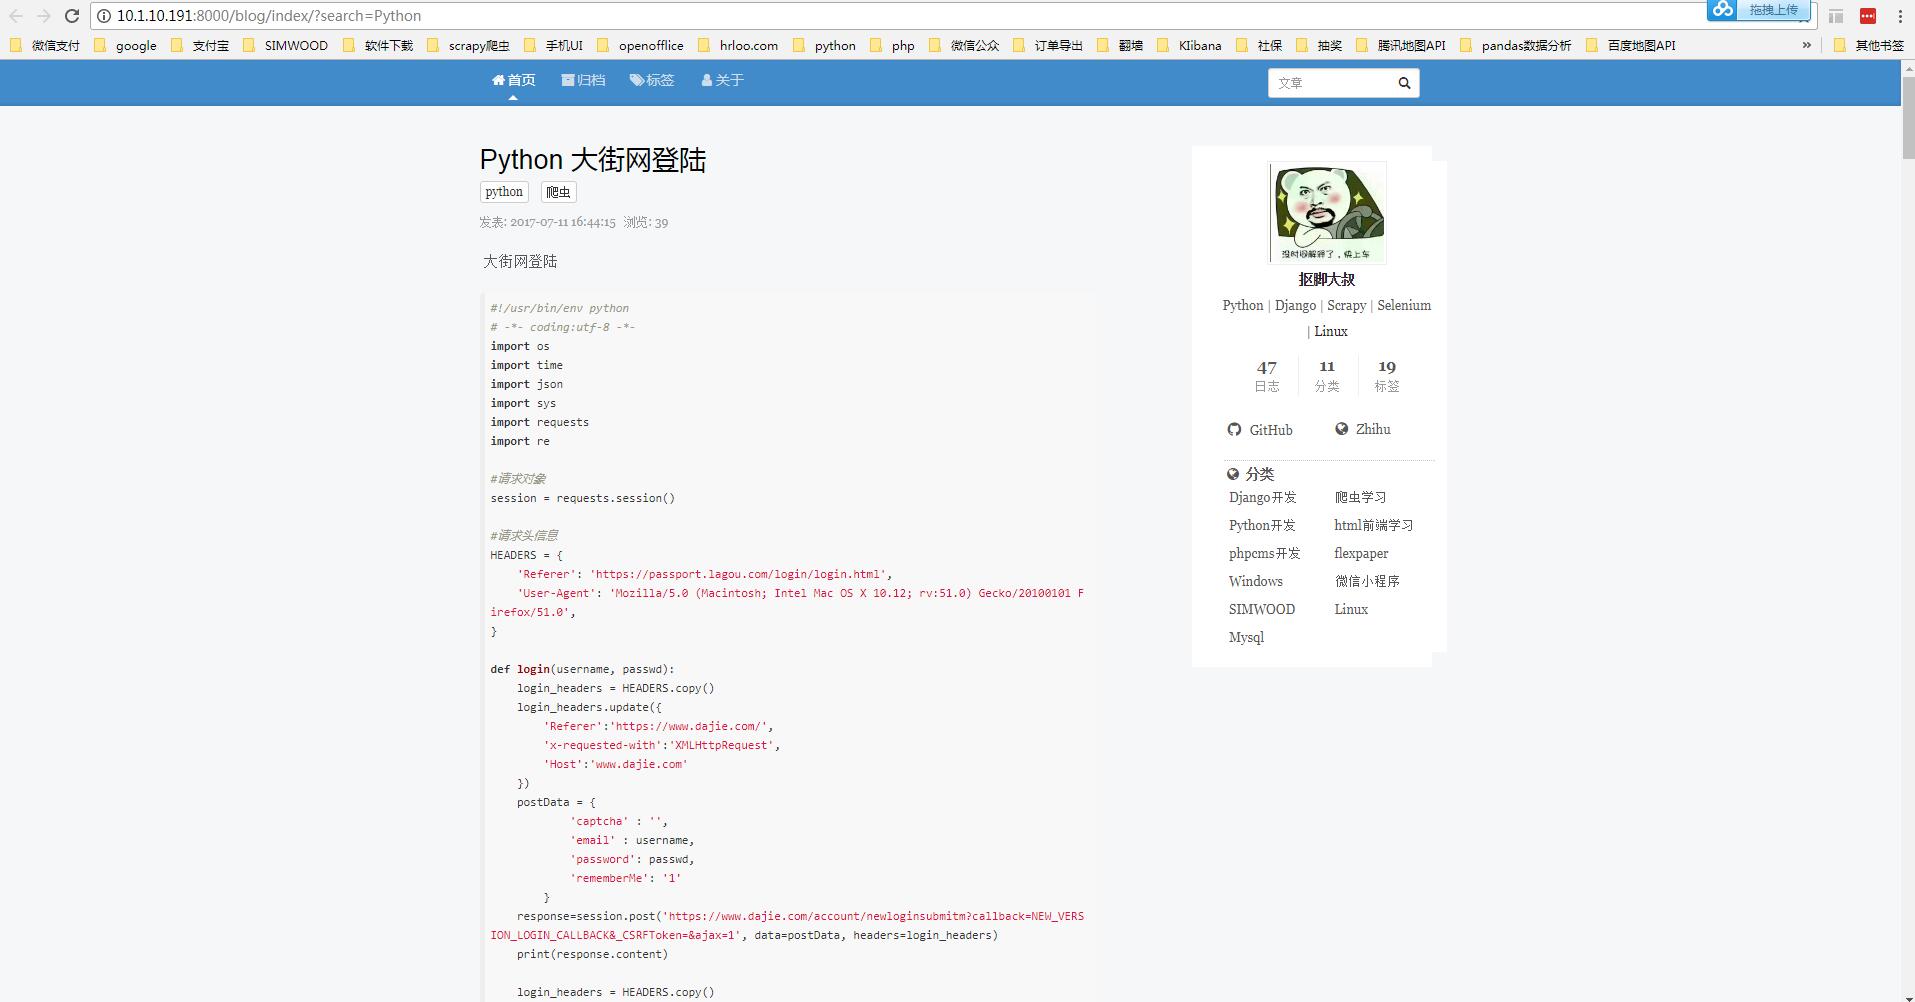 10.1.10.191:8000/blog/index/?search=Python
拖拽上传
微信支付 google 支付宝 SIMWOOD 软件下载 scrapy爬虫 手机UI openofflice hrloo.com python php 微信公众 订单导出 翻墙 KIibana 社保 抽奖 腾讯地图API pandas数据分析 百度地图API » 其他书签
首页 归档 标签 关于 文章
Python 大街网登陆
python 爬虫
发表: 2017-07-11 16:44:15 浏览: 39
大街网登陆
#!/usr/bin/env python
# -*- coding:utf-8 -*-
import os
import time
import json
import sys
import requests
import re
#请求对象
session = requests.session()
#请求头信息
HEADERS = {
'Referer': 'https://passport.lagou.com/login/login.html',
'User-Agent': 'Mozilla/5.0 (Macintosh; Intel Mac OS X 10.12; rv:51.0) Gecko/20100101 F
irefox/51.0',
}
def login(username, passwd):
login_headers = HEADERS.copy()
login_headers.update({
'Referer':'https://www.dajie.com/',
'x-requested-with':'XMLHttpRequest',
'Host':'www.dajie.com'
})
postData = {
'captcha' : '',
'email' : username,
'password': passwd,
'rememberMe': '1'
}
response=session.post('https://www.dajie.com/account/newloginsubmitm?callback=NEW_VERS
ION_LOGIN_CALLBACK&_CSRFToken=&ajax=1', data=postData, headers=login_headers)
print(response.content)
login_headers = HEADERS.copy()
没时间解释了，快上车
抠脚大叔
Python | Django | Scrapy | Selenium
| Linux
47 11 19
日志 分类 标签
GitHub Zhihu
分类
Django开发 爬虫学习
Python开发 html前端学习
phpcms开发 flexpaper
Windows 微信小程序
SIMWOOD Linux
Mysql